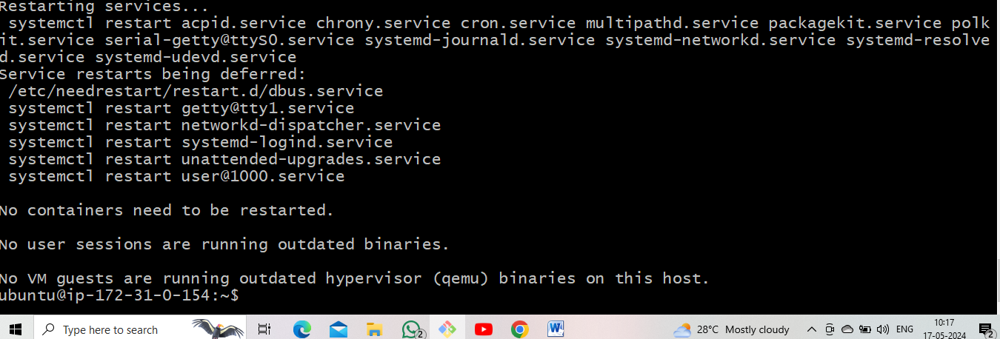 Restarting services...
systemctl restart acpid.service chrony.service cron.service multipathd.service packagekit.service polk
it.service serial-getty@ttyS0.service systemd-journald.service systemd-networkd.service systemd-resolve
d.service systemd-udevd.service
Service restarts being deferred:
/etc/needrestart/restart.d/dbus.service
systemctl restart getty@tty1.service
systemctl restart networkd-dispatcher.service
systemctl restart systemd-logind.service
systemctl restart unattended-upgrades.service
systemctl restart user@1000.service
No containers need to be restarted.
No user sessions are running outdated binaries.
No VM guests are running outdated hypervisor (qemu) binaries on this host.
ubuntu@ip-172-31-0-154:~$
Type here to search
2
W
28°C Mostly cloudy
ENG
10:17
17-05-2024
2